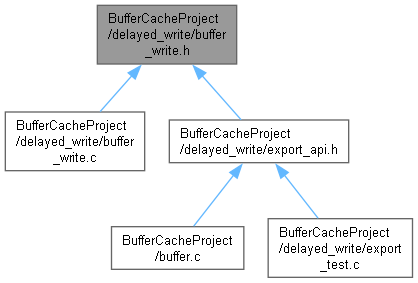 BufferCacheProject
/delayed_write/buffer
_write.h
BufferCacheProject
/delayed_write/buffer
_write.c
BufferCacheProject
/delayed_write/export_api.h
BufferCacheProject
/buffer.c
BufferCacheProject
/delayed_write/export
_test.c